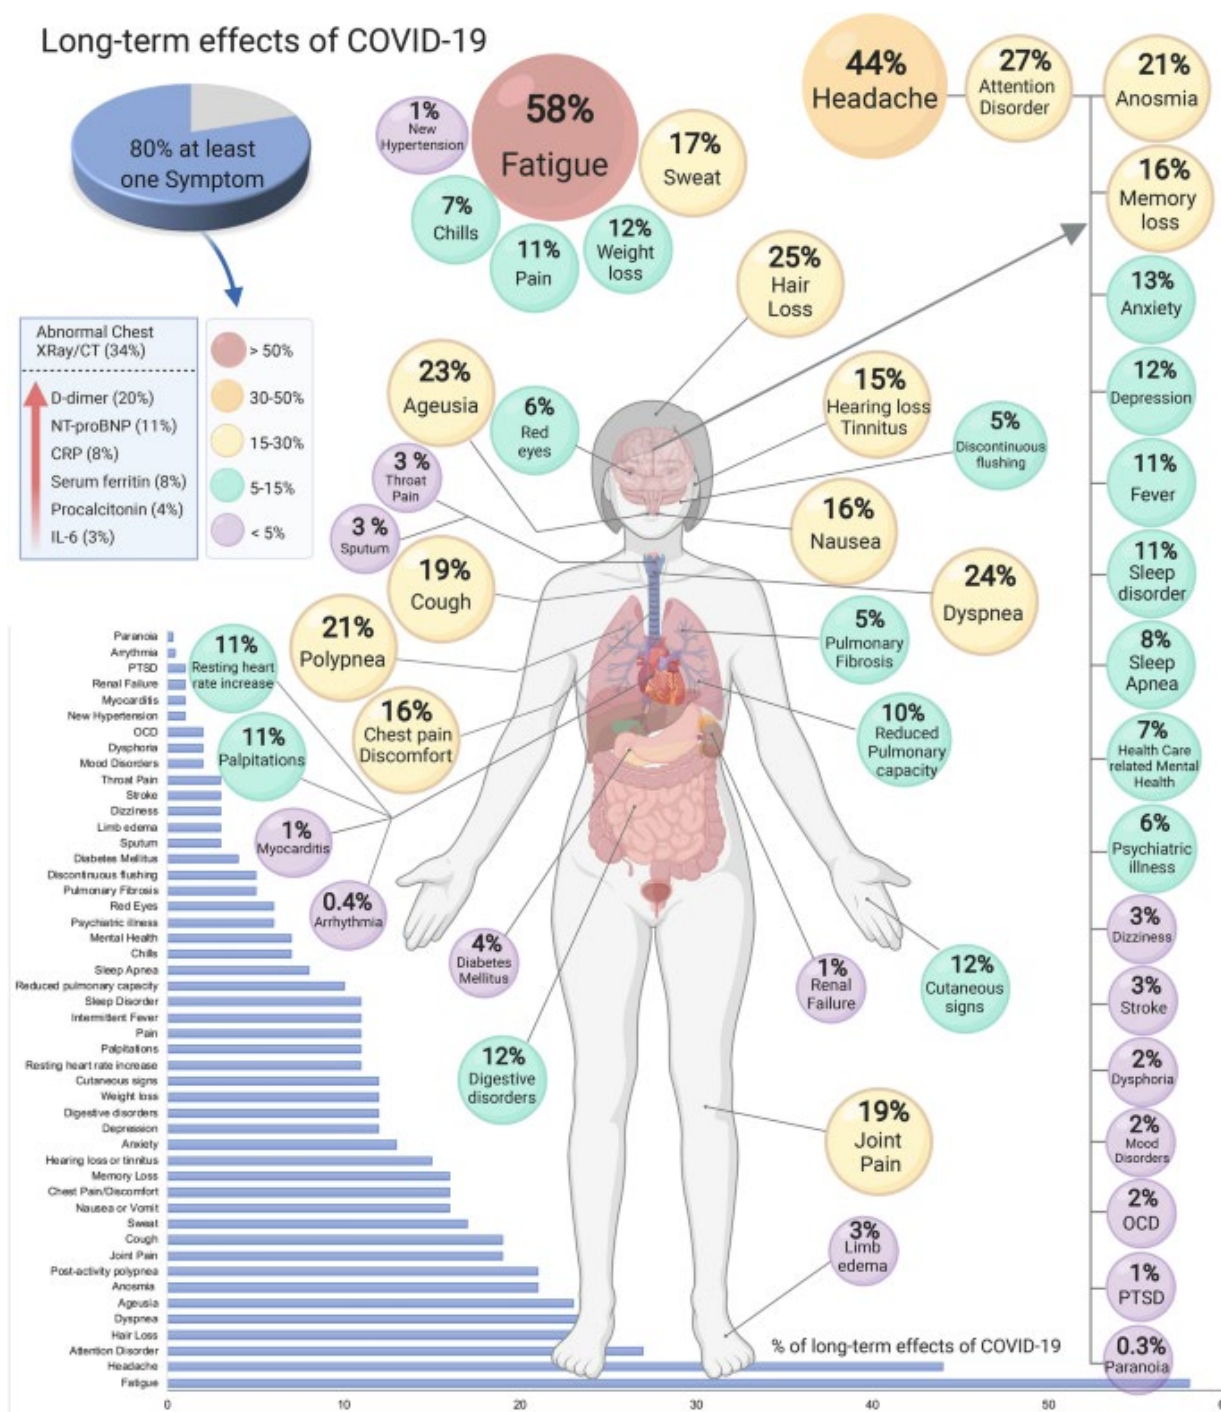 Long-term effects of COVID-19
80% at least
one Symptom
Abnormal Chest
XRay/CT (34%)
D-dimer (20%)
NT-proBNP (11%)
CRP (8%)
Serum ferritin (8%)
Procalcitonin (4%)
IL-6 (3%)
> 50%
30-50%
15-30%
5-15%
< 5%
1%
New
Hypertension
58%
Fatigue
17%
Sweat
7%
Chills
11%
Pain
12%
Weight
loss
44%
Headache
27%
Attention
Disorder
21%
Anosmia
16%
Memory
loss
13%
Anxiety
12%
Depression
11%
Fever
11%
Sleep
disorder
8%
Sleep
Apnea
7%
Health Care
related Mental
Health
6%
Psychiatric
illness
3%
Dizziness
3%
Stroke
2%
Dysphoria
2%
Mood
Disorders
2%
OCD
1%
PTSD
0.3%
Paranoia
25%
Hair
Loss
23%
Ageusia
6%
Red
eyes
15%
Hearing loss
Tinnitus
5%
Discontinuous
flushing
3 %
Throat
Pain
3 %
Sputum
16%
Nausea
19%
Cough
24%
Dyspnea
21%
Polypnea
5%
Pulmonary
Fibrosis
11%
Resting heart
rate increase
16%
Chest pain
Discomfort
10%
Reduced
Pulmonary
capacity
11%
Palpitations
1%
Myocarditis
0.4%
Arrhythmia
4%
Diabetes
Mellitus
1%
Renal
Failure
12%
Cutaneous
signs
12%
Digestive
disorders
19%
Joint
Pain
3%
Limb
edema
Paranoia
Arrythmia
PTSD
Renal Failure
Myocarditis
New Hypertension
OCD
Dysphoria
Mood Disorders
Throat Pain
Stroke
Dizziness
Limb edema
Sputum
Diabetes Mellitus
Discontinuous flushing
Pulmonary Fibrosis
Red Eyes
Psychiatric illness
Mental Health
Chills
Sleep Apnea
Reduced pulmonary capacity
Sleep Disorder
Intermittent Fever
Pain
Palpitations
Resting heart rate increase
Cutaneous signs
Weight loss
Digestive disorders
Depression
Anxiety
Hearing loss or tinnitus
Memory Loss
Chest Pain/Discomfort
Nausea or Vomit
Sweat
Cough
Joint Pain
Post-activity polypnea
Anosmia
Ageusia
Dyspnea
Hair Loss
Attention Disorder
Headache
Fatigue
% of long-term effects of COVID-19
0 10 20 30 40 50